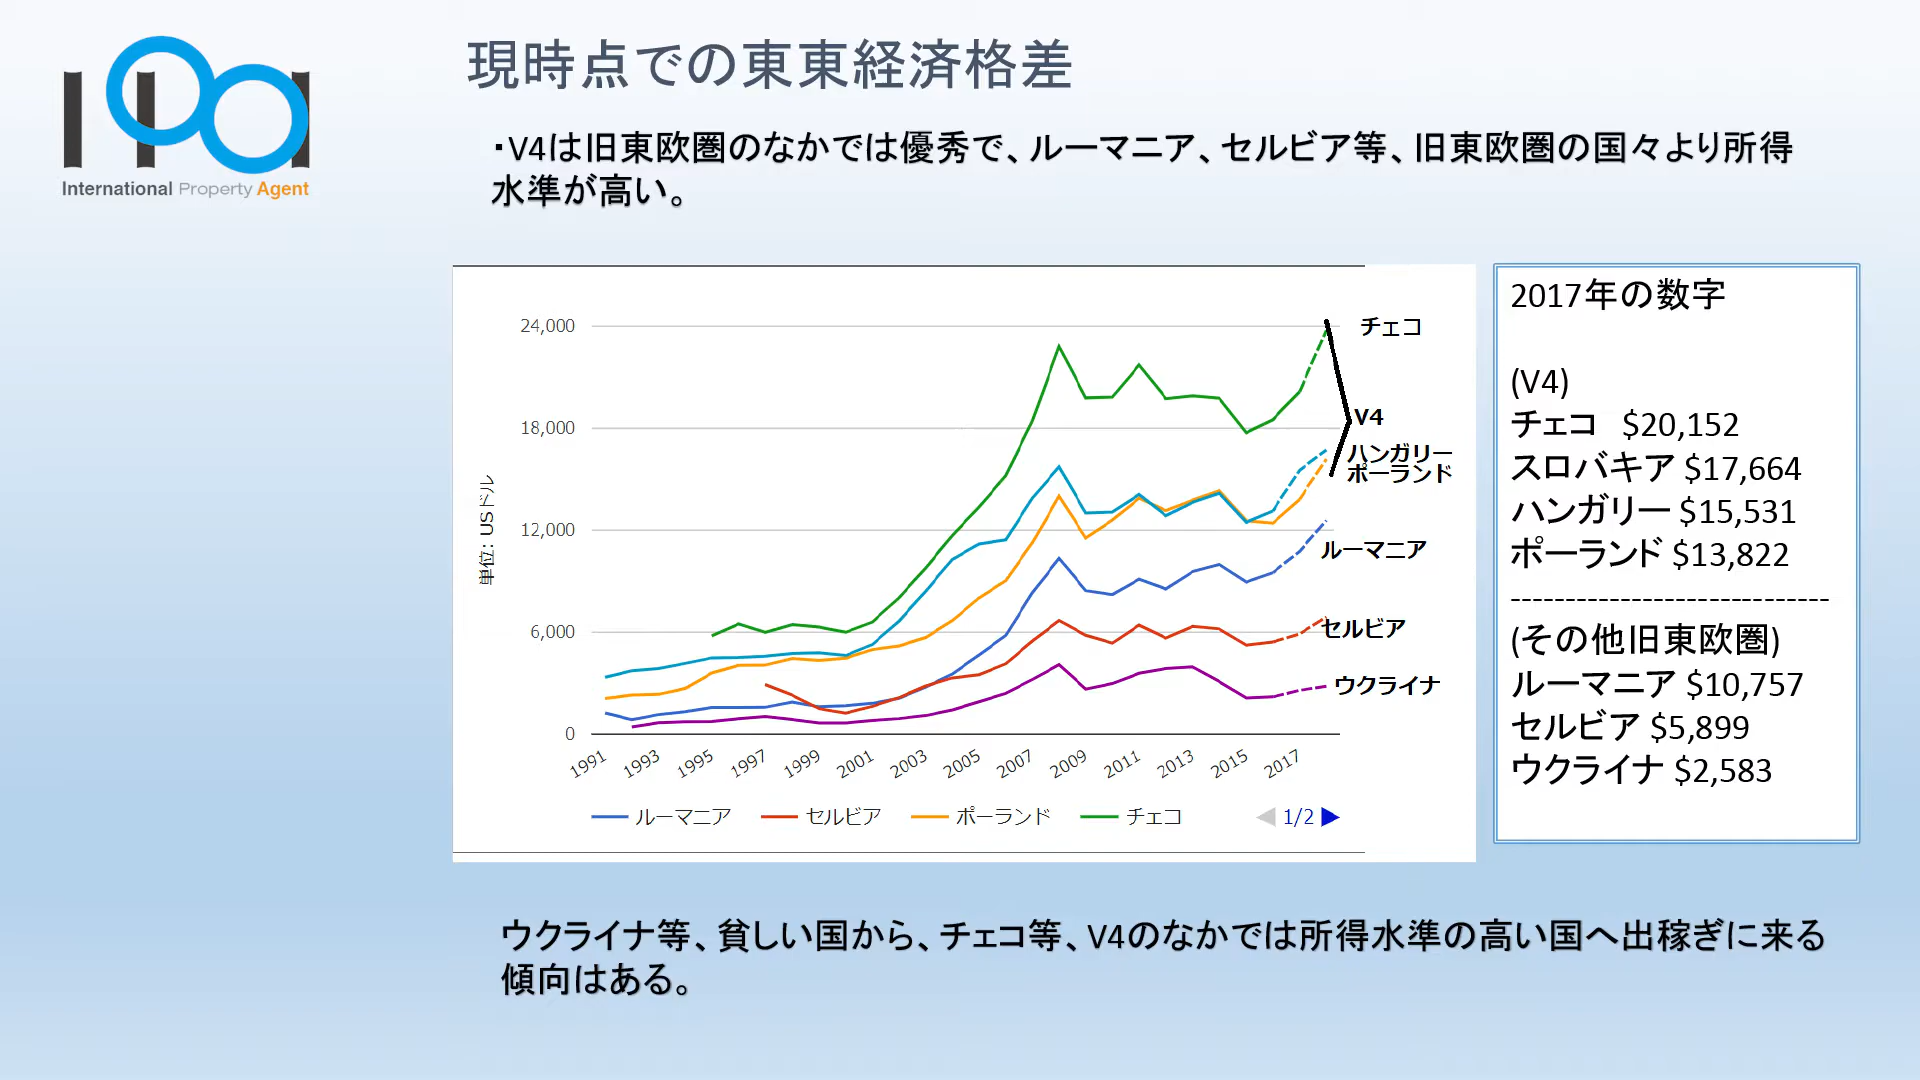 IPA
International Property Agent
現時点での東東経済格差
・V4は旧東欧圏のなかでは優秀で、ルーマニア、セルビア等、旧東欧圏の国々より所得
水準が高い。
単位: USドル
24,000
18,000
12,000
6,000
0
1991
1993
1995
1997
1999
2001
2003
2005
2007
2009
2011
2013
2015
2017
チェコ
V4
ハンガリー
ポーランド
ルーマニア
セルビア
ウクライナ
ルーマニア
セルビア
ポーランド
チェコ
1/2
2017年の数字
(V4)
チェコ $20,152
スロバキア $17,664
ハンガリー $15,531
ポーランド $13,822
-----------------------------
(その他旧東欧圏)
ルーマニア $10,757
セルビア $5,899
ウクライナ $2,583
ウクライナ等、貧しい国から、チェコ等、V4のなかでは所得水準の高い国へ出稼ぎに来る
傾向はある。